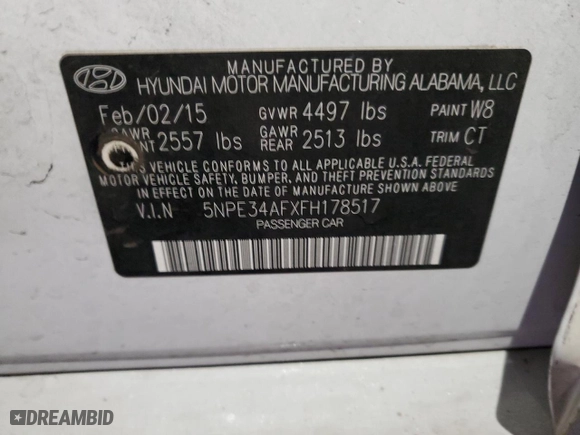 MANUFACTURED BY
HYUNDAI MOTOR MANUFACTURING ALABAMA, LLC
Feb/02/15 GVWR 4497 lbs PAINT W8
GAWR 2557 lbs GAWR REAR 2513 lbs TRIM CT
VEHICLE CONFORMS TO ALL APPLICABLE U.S.A. FEDERAL
MOTOR VEHICLE SAFETY, BUMPER, AND THEFT PREVENTION STANDARDS
IN EFFECT ON THE DATE OF MANUFACTURE SHOWN ABOVE
V.I.N 5NPE34AFXFH178517
PASSENGER CAR
DREAMBID